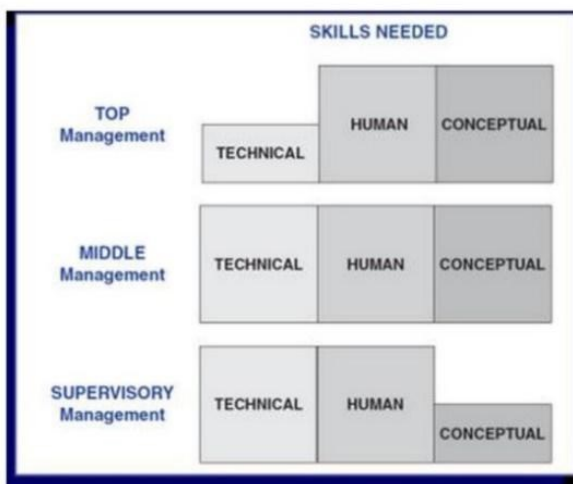 SKILLS NEEDED
TOP
Management
TECHNICAL
HUMAN
CONCEPTUAL
MIDDLE
Management
TECHNICAL
HUMAN
CONCEPTUAL
SUPERVISORY
Management
TECHNICAL
HUMAN
CONCEPTUAL